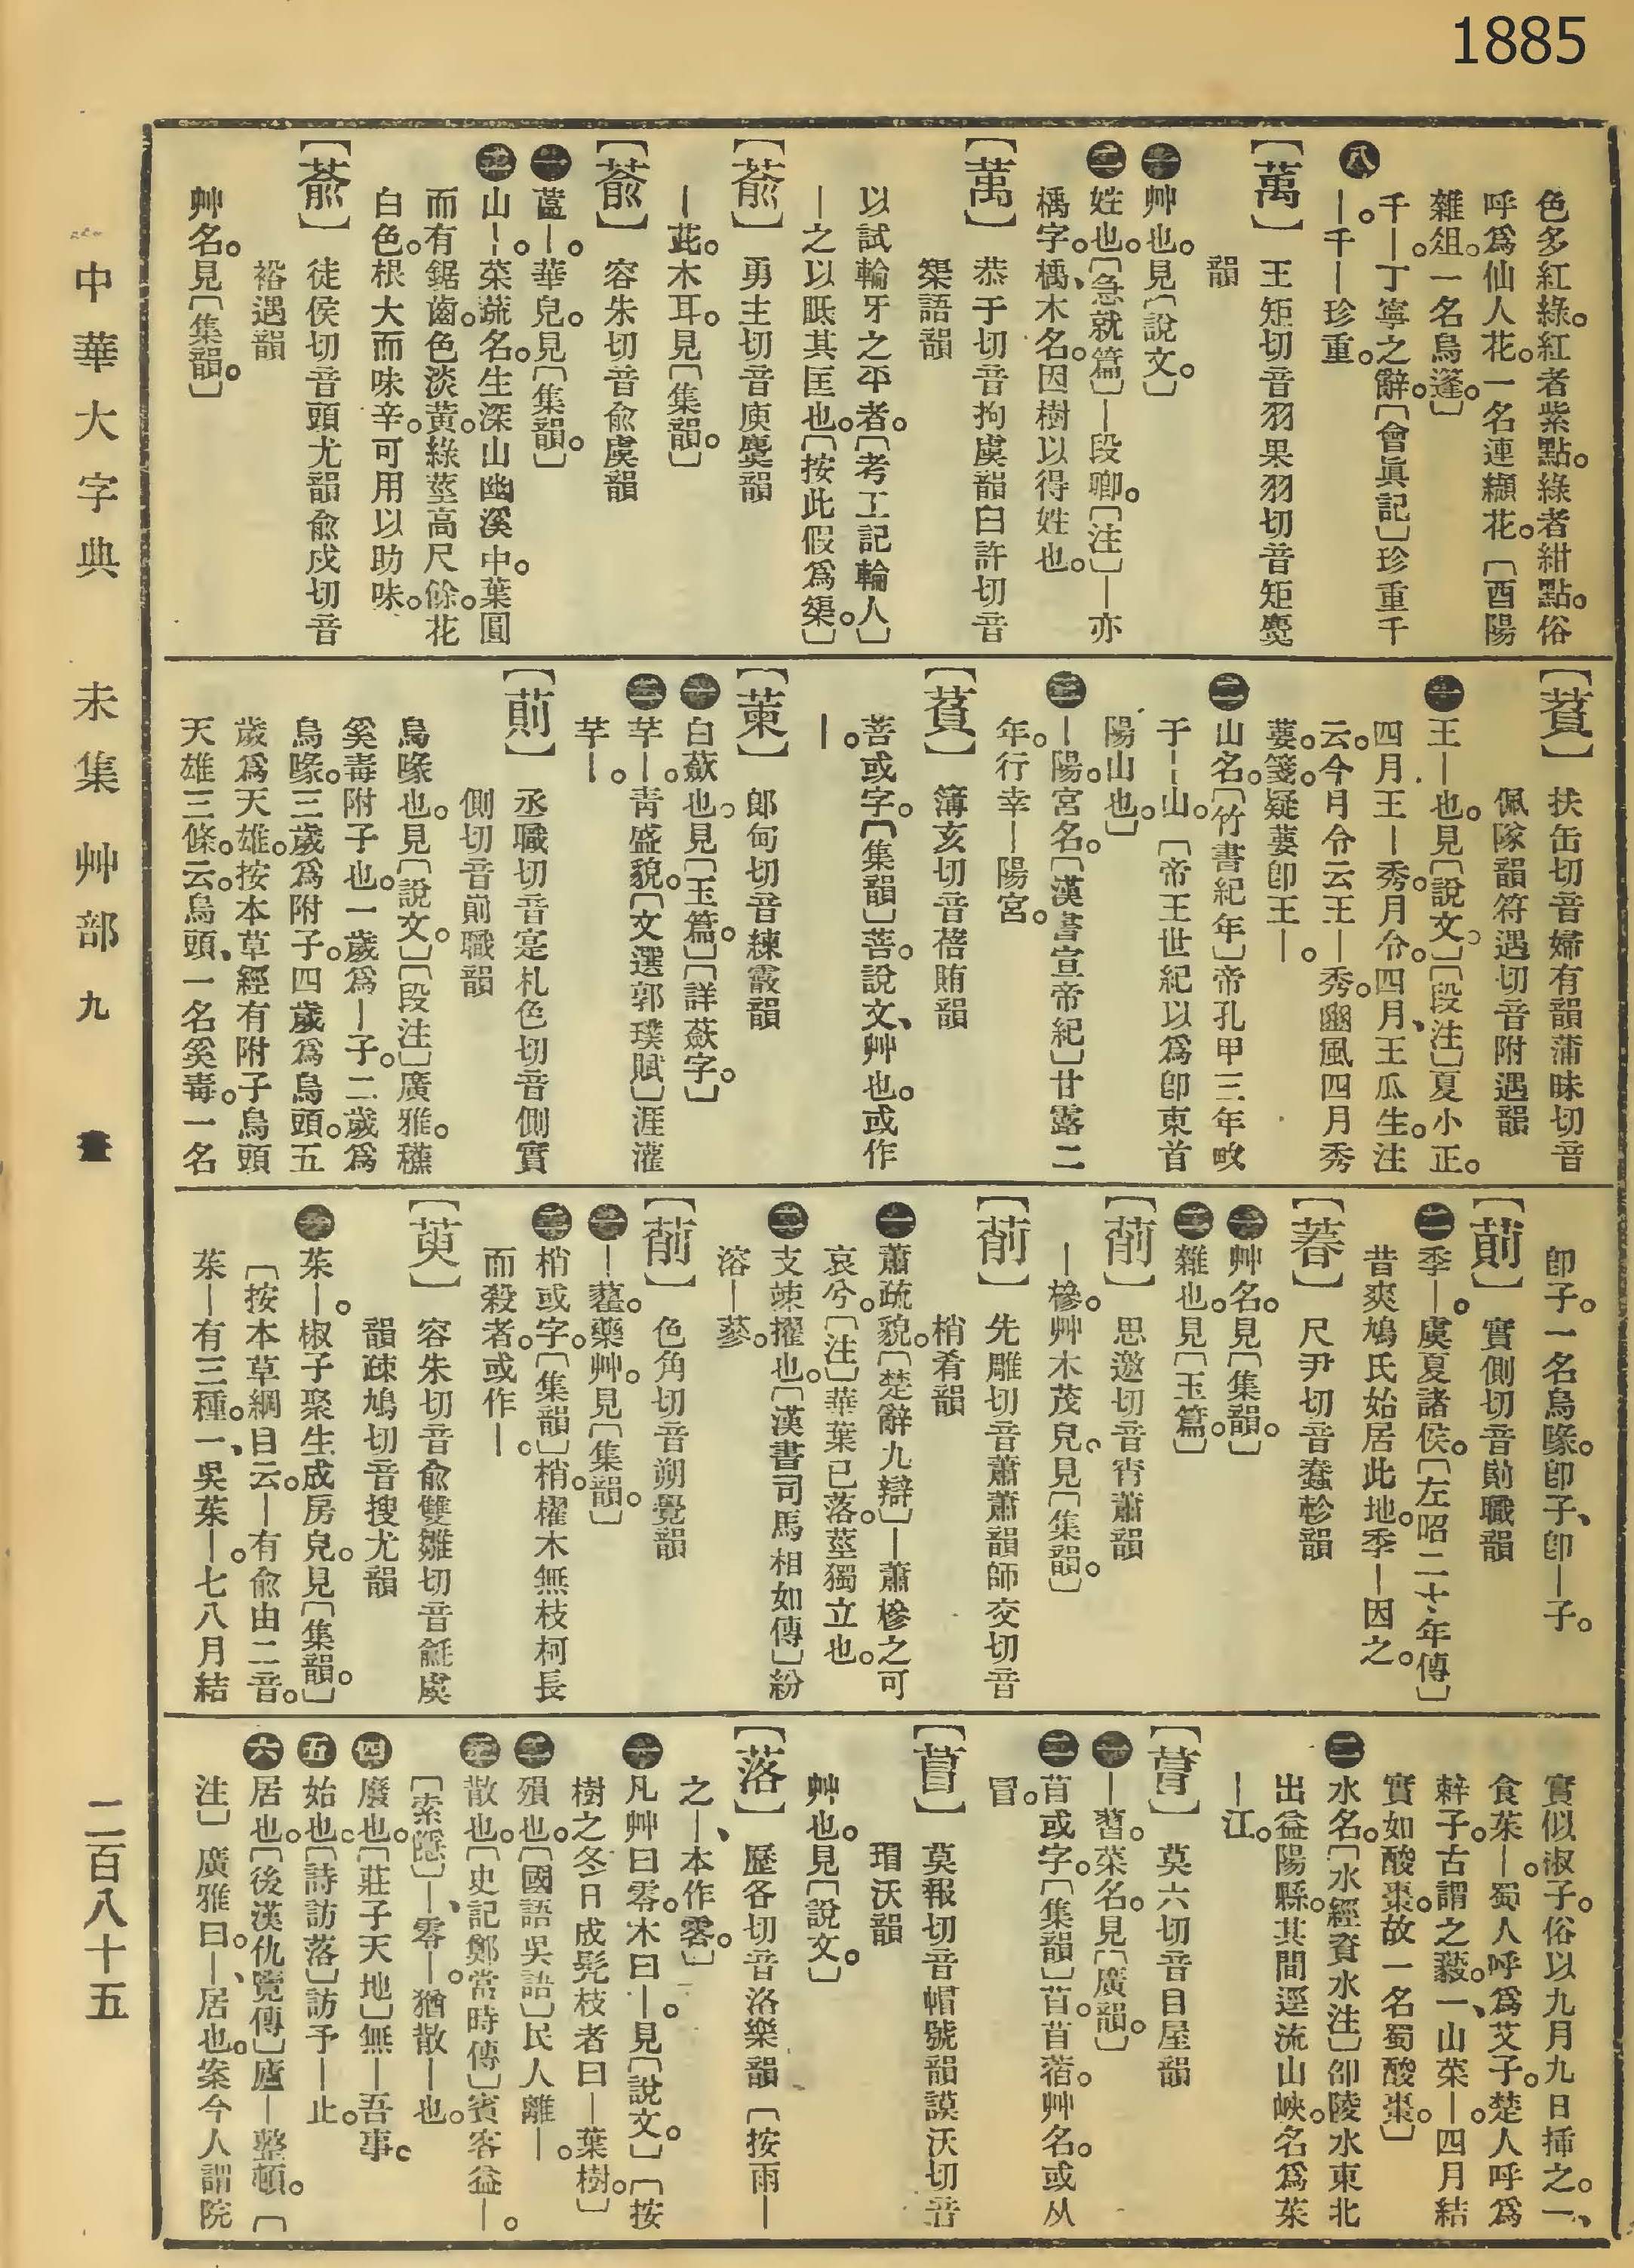 1885
色多紅綠。紅者紫點。綠者紺點。俗
呼爲仙人花。一名連纈花。〔酉陽
雜俎。一名鳥蓬。〕
八 千—。丁寧之辭。〔會眞記〕珍重千
—。千—珍重。
【萭】王矩切音羽果羽切音矩麌
韻
一 艸也。見〔說文。〕
二 姓也。〔急就篇〕—段卿。〔注〕—亦
楀字。楀、木名。因樹以得姓也。
【萭】恭于切音拘虞韻臼許切音
榘語韻
以試輪牙之平者。〔考工記輪人〕
—之以眡其匡也。〔按此假爲榘。〕
【萮】勇主切音庾麌韻
—茈。木耳。見〔集韻。〕
【萮】容朱切音兪虞韻
一 蓲—。華皃。見〔集韻。〕
二 山—。菜蔬名。生深山幽溪中。葉圓
而有鋸齒。色淡黃。綠莖高尺餘。花
白色。根大而味辛。可用以助味。
【萮】徒侯切音頭尤韻兪戍切音
裕遇韻
艸名。見〔集韻。〕
【萯】扶缶切音婦有韻蒲昧切音
佩隊韻符遇切音附遇韻
一 王—也。見〔說文。〕〔段注〕夏小正。
四月王—秀。月令。四月、王瓜生。注
云。今月令云王—秀。豳風四月秀
葽。箋。疑葽卽王—。
二 山名。〔竹書紀年〕帝孔甲三年畋
于—山。〔帝王世紀以爲卽東首
陽山也。〕
三 —陽。宮名。〔漢書宣帝紀〕甘露二
年。行幸—陽宮。
【萯】簿亥切音蓓賄韻
菩或字。〔集韻〕菩。說文、艸也。或作
—。
【萰】郞甸切音練霰韻
一 白蘞也。見〔玉篇。〕〔詳蘞字。〕
二 芊—。靑盛貌。〔文選郭璞賦〕涯灌
芊—。
【萴】丞職切音寔札色切音側實
側切音崱職韻
烏喙也。見〔說文。〕〔段注〕廣雅。䕩
奚毒附子也。一歲爲—子。二歲爲
烏喙。三歲爲附子。四歲爲烏頭。五
歲爲天雄。按本草經有附子烏頭
天雄三條。云。烏頭、一名奚毒。一名
卽子。一名烏喙。卽子、卽—子。
【萴】實側切音崱職韻
二 季—。虞夏諸侯。〔左昭二十年傳〕
昔爽鳩氏始居此地。季—因之。
【萶】尺尹切音蠢軫韻
一 艸名。見〔集韻。〕
二 雜也。見〔玉篇。〕
【萷】思邀切音宵蕭韻
—槮。艸木茂皃。見〔集韻。〕
【萷】先雕切音蕭蕭韻師交切音
梢肴韻
一 蕭疏貌。〔楚辭九辯〕—蕭槮之可
哀兮。〔注〕華葉已落。莖獨立也。
二 支竦擢也。〔漢書司馬相如傳〕紛
溶—蔘。
【萷】色角切音朔覺韻
一 —藋。藥艸。見〔集韻。〕
二 梢或字。〔集韻〕梢。櫂木無枝柯長
而殺者。或作—。
【萸】容朱切音兪雙雛切音㲣虞
韻疎鳩切音搜尤韻
茱—。椒子聚生成房皃。見〔集韻。〕
〔按本草綱目云。—有兪由二音。
茱—有三種。一、吳茱—。七八月結
實似淑子。俗以九月九日揷之。一、
食茱—。蜀人呼爲艾子。楚人呼爲
辣子。古謂之藙。一、山茱—。四月結
實如酸棗。故一名蜀酸棗。〕
二 水名。〔水經資水注〕卲陵水東北
出益陽縣。其間逕流山峽。名爲茱
—江。
【萺】莫六切音目屋韻
一 —蓿。菜名。見〔廣韻。〕
二 苜或字。〔集韻〕苜。苜蓿。艸名。或从
冒。
【萺】莫報切音帽號韻謨沃切音
瑁沃韻
艸也。見〔說文。〕
【落】歷各切音洛樂韻〔按雨—
之—、本作零。〕
一 凡艸曰零。木曰—。見〔說文。〕〔按
樹之冬日成髡枝者曰—葉樹。〕
二 殞也。〔國語吳語〕民人離—。
三 散也。〔史記鄭當時傳〕賓客益—。
〔索隱〕—、零—。猶散—也。
四 廢也。〔莊子天地〕無—吾事。
五 始也。〔詩訪落〕訪予—止。
六 居也。〔後漢仇覽傳〕廬—整頓。〔
注〕廣雅曰。—、居也。案今人謂院
中華大字典 未集 艸部 九畫
二百八十五